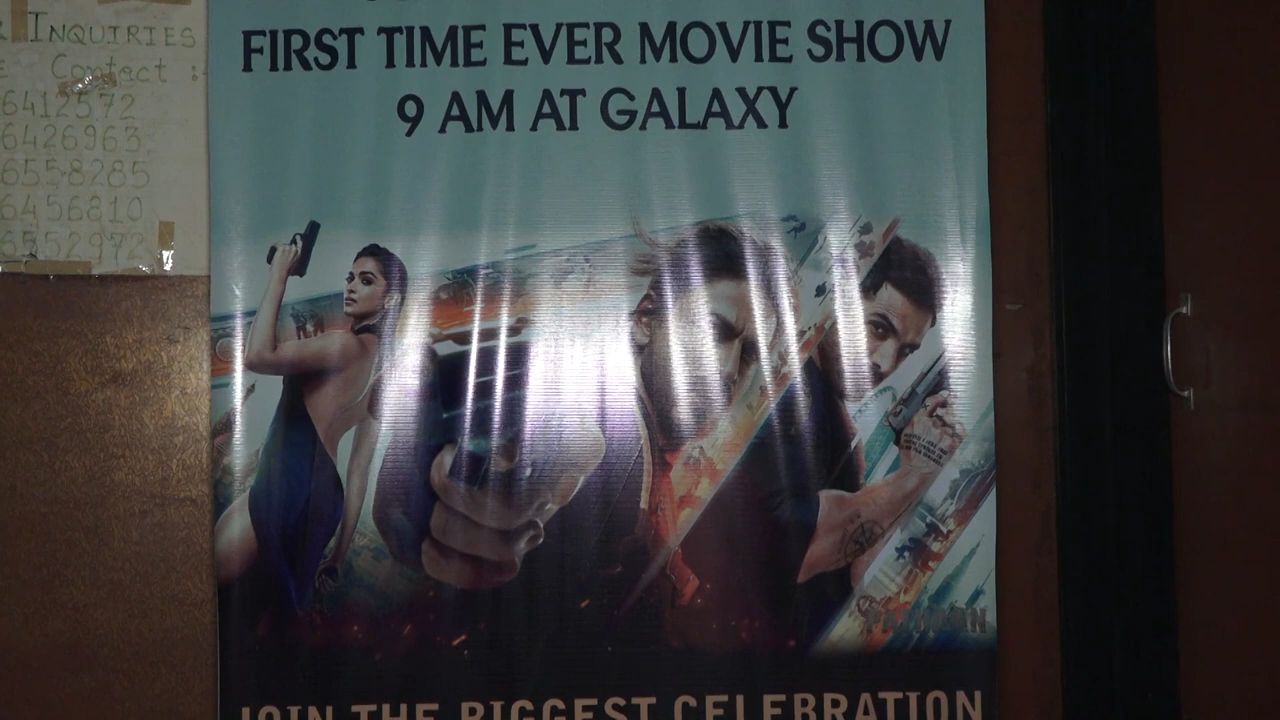 INQUIRIES
Contact :-
6412572
6426963
6558285
6456810
6552972
FIRST TIME EVER MOVIE SHOW
9 AM AT GALAXY
PATHAAN
JOIN THE BIGGEST CELEBRATION